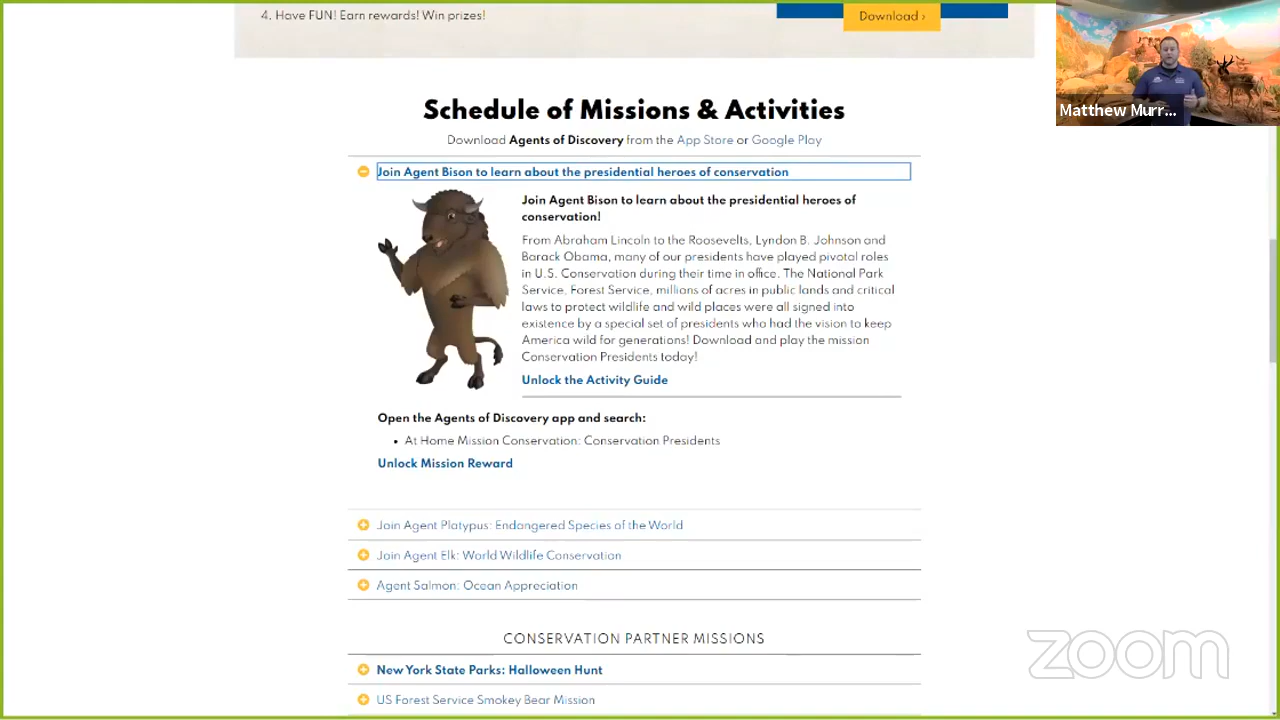 4. Have FUN! Earn rewards! Win prizes!
Download ›
Matthew Murr...
Schedule of Missions & Activities
Download Agents of Discovery from the App Store or Google Play
Join Agent Bison to learn about the presidential heroes of conservation
Join Agent Bison to learn about the presidential heroes of
conservation!
From Abraham Lincoln to the Roosevelts, Lyndon B. Johnson and
Barack Obama, many of our presidents have played pivotal roles
in U.S. Conservation during their time in office. The National Park
Service, Forest Service, millions of acres in public lands and critical
laws to protect wildlife and wild places were all signed into
existence by a special set of presidents who had the vision to keep
America wild for generations! Download and play the mission
Conservation Presidents today!
Unlock the Activity Guide
Open the Agents of Discovery app and search:
• At Home Mission Conservation: Conservation Presidents
Unlock Mission Reward
Join Agent Platypus: Endangered Species of the World
Join Agent Elk: World Wildlife Conservation
Agent Salmon: Ocean Appreciation
CONSERVATION PARTNER MISSIONS
New York State Parks: Halloween Hunt
US Forest Service Smokey Bear Mission
zoom